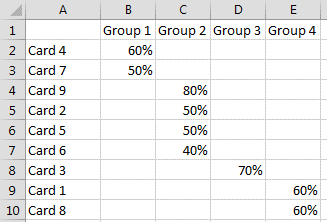 A B C D E
1 Group 1 Group 2 Group 3 Group 4
2 Card 4 60%
3 Card 7 50%
4 Card 9 80%
5 Card 2 50%
6 Card 5 50%
7 Card 6 40%
8 Card 3 70%
9 Card 1 60%
10 Card 8 60%